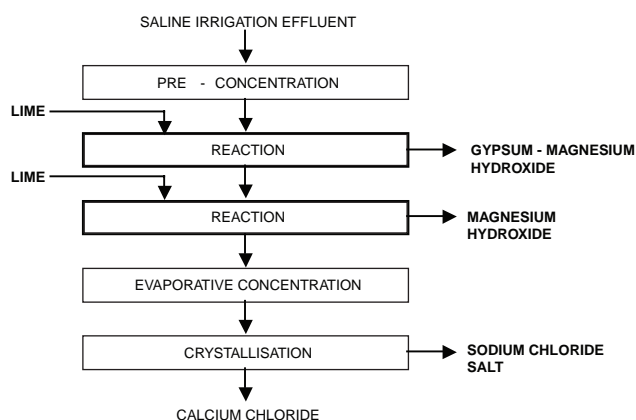 SALINE IRRIGATION EFFLUENT
PRE - CONCENTRATION
LIME
REACTION
GYPSUM - MAGNESIUM
HYDROXIDE
LIME
REACTION
MAGNESIUM
HYDROXIDE
EVAPORATIVE CONCENTRATION
CRYSTALLISATION
SODIUM CHLORIDE
SALT
CALCIUM CHLORIDE